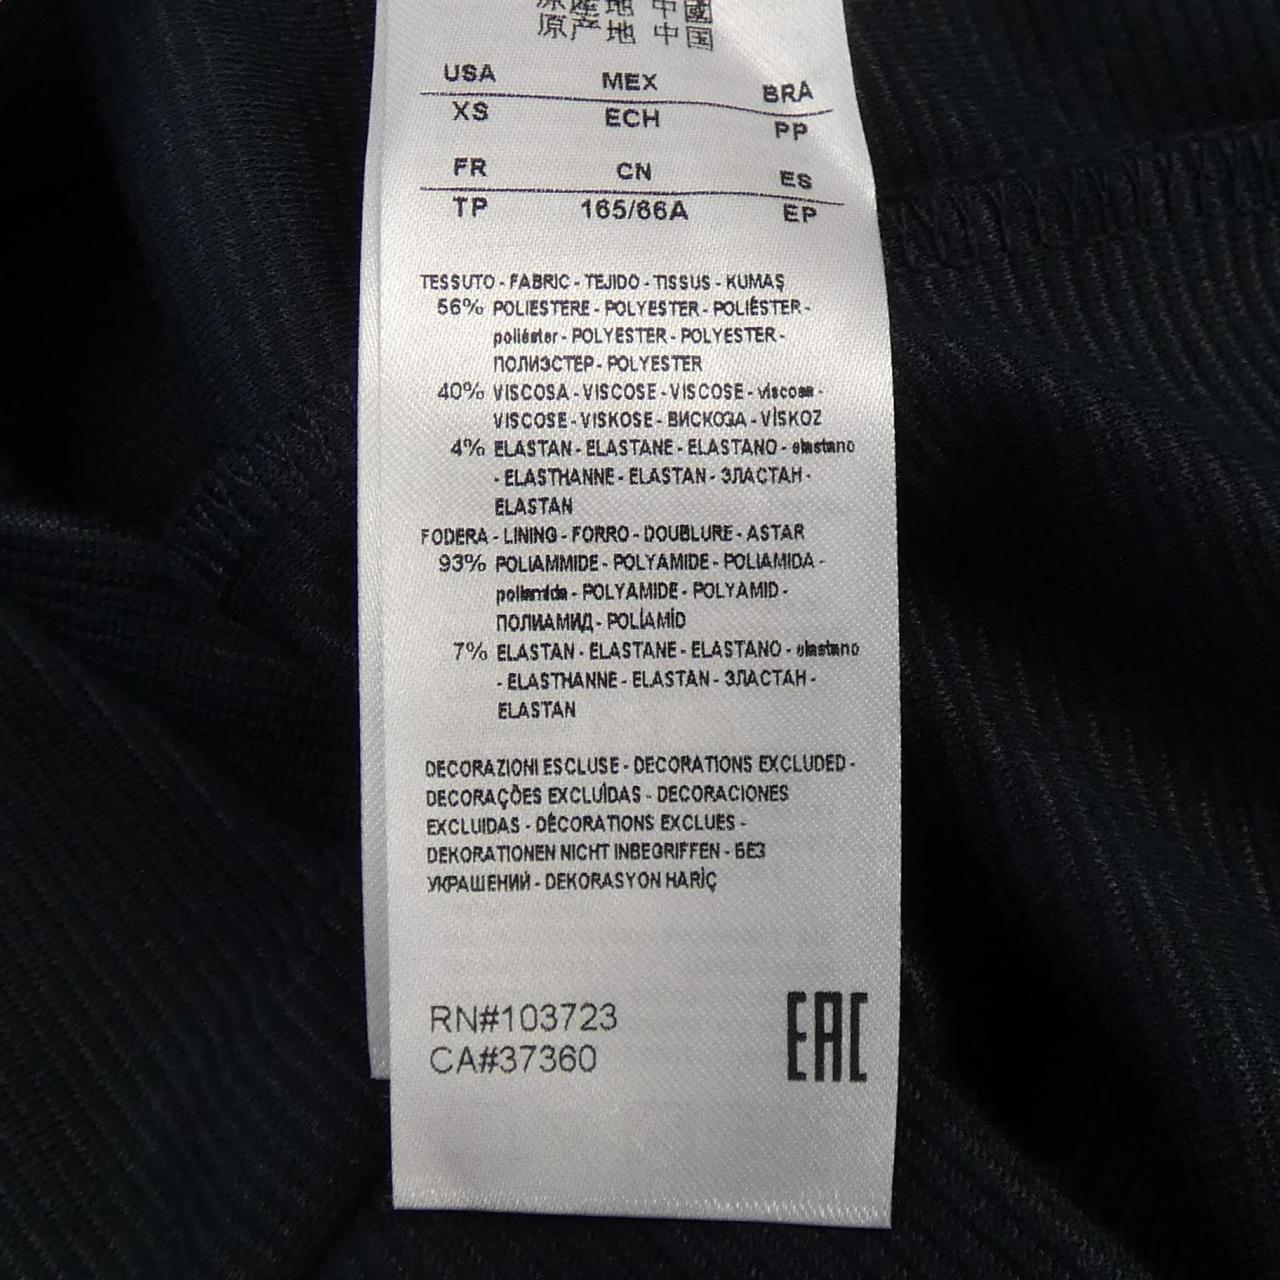 原産地 中國
原产地 中国
USA MEX BRA
XS ECH PP
FR CN ES
TP 165/66A EP
TESSUTO - FABRIC - TEJIDO - TISSUS - KUMAŞ
56% POLIESTERE - POLYESTER - POLIÉSTER -
poliéster - POLYESTER - POLYESTER -
ПОЛИЭСТЕР - POLYESTER
40% VISCOSA - VISCOSE - VISCOSE - viscosa -
VISCOSE - VISKOSE - ВИСКОЗА - VİSKOZ
4% ELASTAN - ELASTANE - ELASTANO - elastano
- ELASTHANNE - ELASTAN - ЭЛАСТАН -
ELASTAN
FODERA - LINING - FORRO - DOUBLURE - ASTAR
93% POLIAMMIDE - POLYAMIDE - POLIAMIDA -
poliamida - POLYAMIDE - POLYAMID -
ПОЛИАМИД - POLİAMİD
7% ELASTAN - ELASTANE - ELASTANO - elastano
- ELASTHANNE - ELASTAN - ЭЛАСТАН -
ELASTAN
DECORAZIONI ESCLUSE - DECORATIONS EXCLUDED -
DECORAÇÕES EXCLUÍDAS - DECORACIONES
EXCLUIDAS - DÉCORATIONS EXCLUES -
DEKORATIONEN NICHT INBEGRIFFEN - БЕЗ
УКРАШЕНИЙ - DEKORASYON HARİÇ
RN#103723
CA#37360
EAC